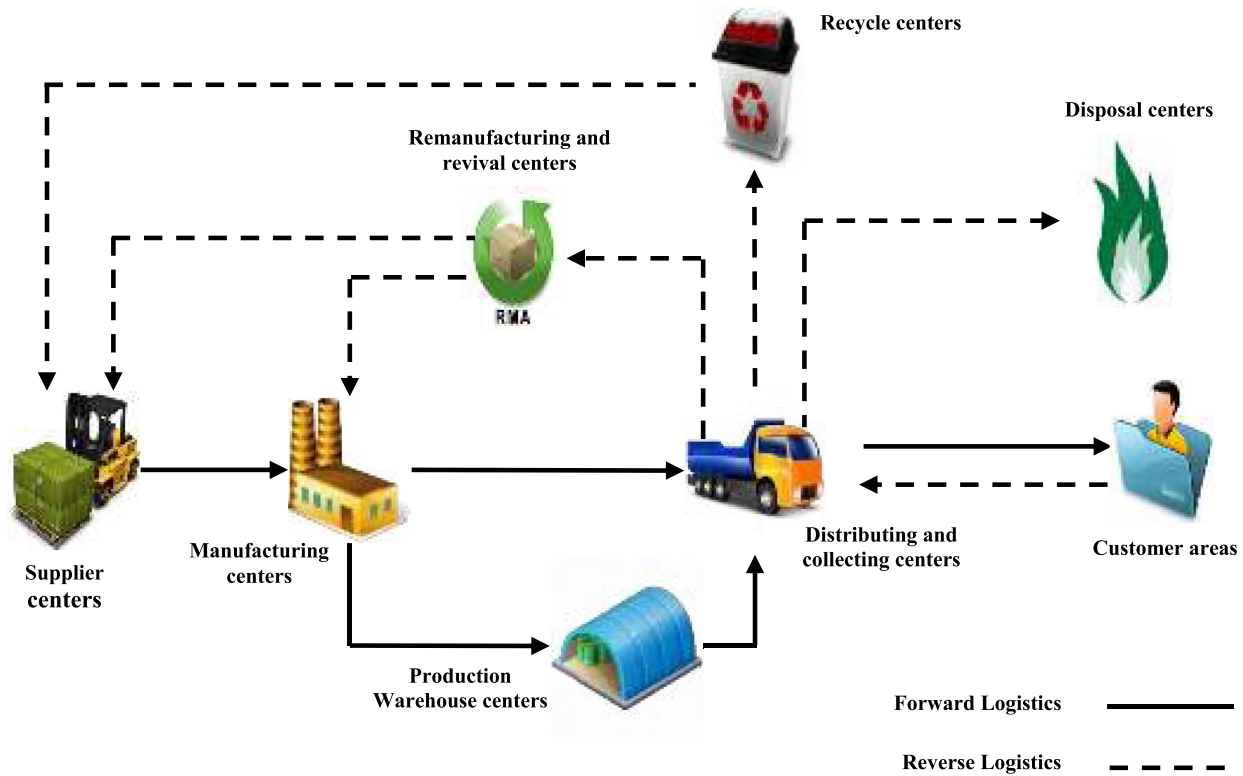 Recycle centers
Disposal centers
Remanufacturing and
revival centers
RMA
Distributing and
collecting centers
Customer areas
Manufacturing
centers
Supplier
centers
Production
Warehouse centers
Forward Logistics
Reverse Logistics